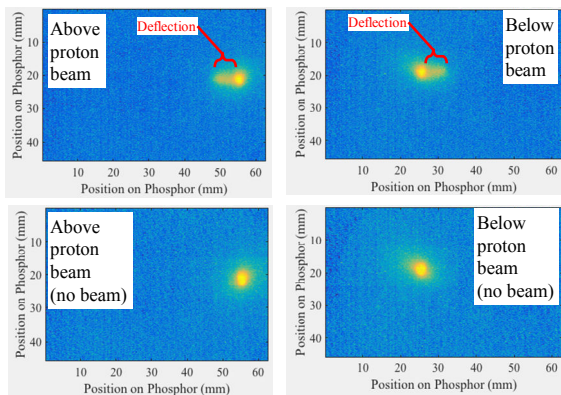 Above
proton
beam
Deflection
10
20
30
40
Position on Phosphor (mm)
10 20 30 40 50 60
Position on Phosphor (mm)
Below
proton
beam
Deflection
10
20
30
40
Position on Phosphor (mm)
10 20 30 40 50 60
Position on Phosphor (mm)
Above
proton
beam
(no beam)
10
20
30
40
Position on Phosphor (mm)
10 20 30 40 50 60
Position on Phosphor (mm)
Below
proton
beam
(no beam)
10
20
30
40
Position on Phosphor (mm)
10 20 30 40 50 60
Position on Phosphor (mm)